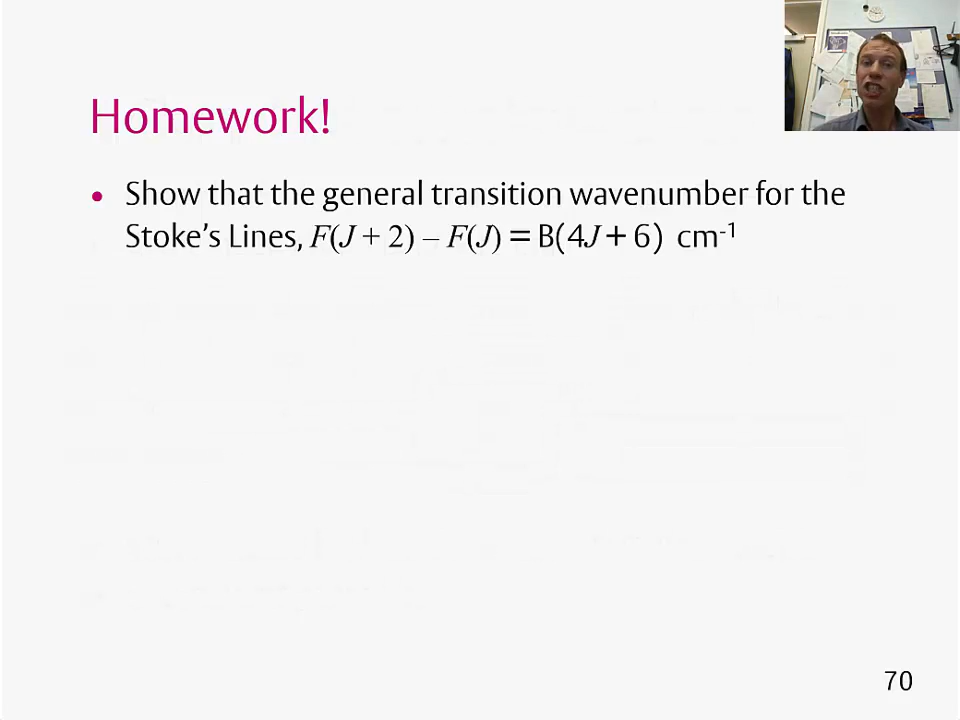 Homework!
• Show that the general transition wavenumber for the
Stoke’s Lines, F(J + 2) – F(J) = B(4J + 6) cm⁻¹
70